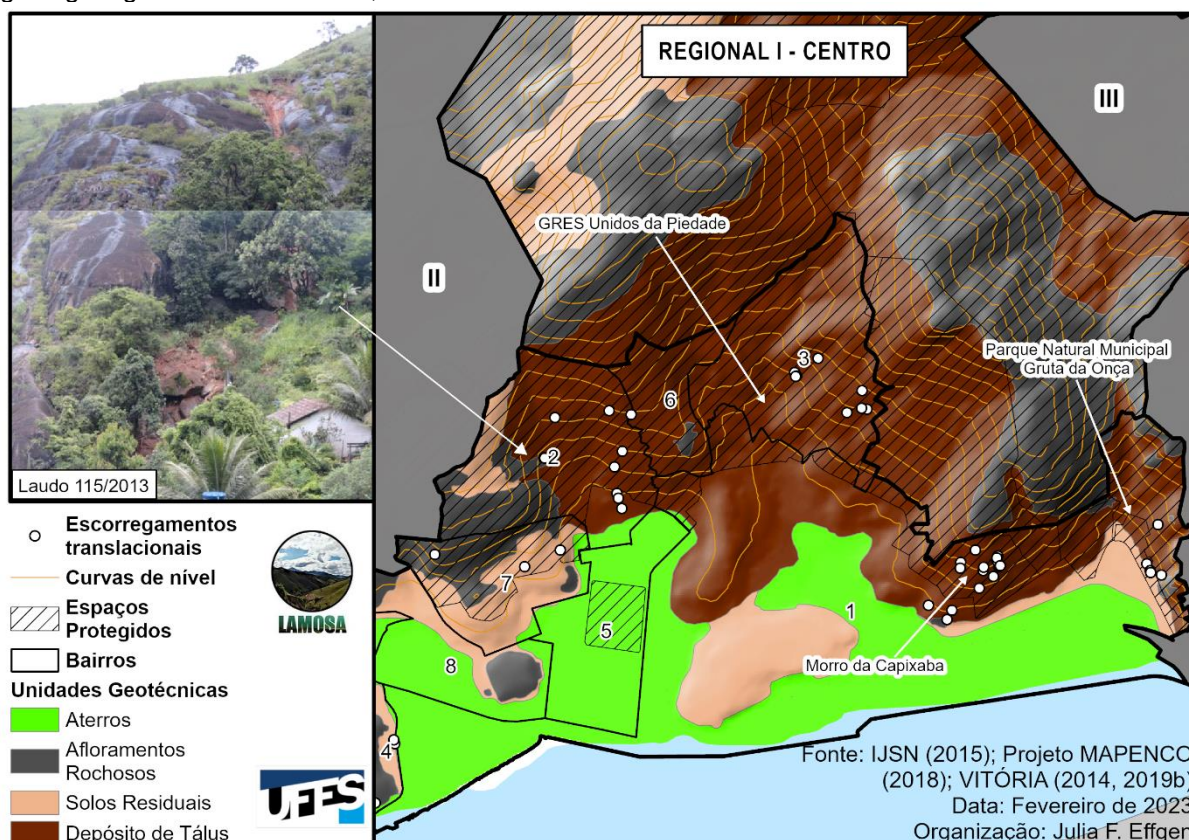 REGIONAL I - CENTRO
III
II
GRES Unidos da Piedade
Parque Natural Municipal
Gruta da Onça
3
6
2
7
5
1
8
4
Morro da Capixaba
Laudo 115/2013
Escorregamentos
translacionais
Curvas de nível
Espaços
Protegidos
Bairros
Unidades Geotécnicas
Aterros
Afloramentos
Rochosos
Solos Residuais
Depósito de Tálus
LAMOSA
UFES
Fonte: IJSN (2015); Projeto MAPENCO
(2018); VITÓRIA (2014, 2019b)
Data: Fevereiro de 2023
Organização: Julia F. Effgen